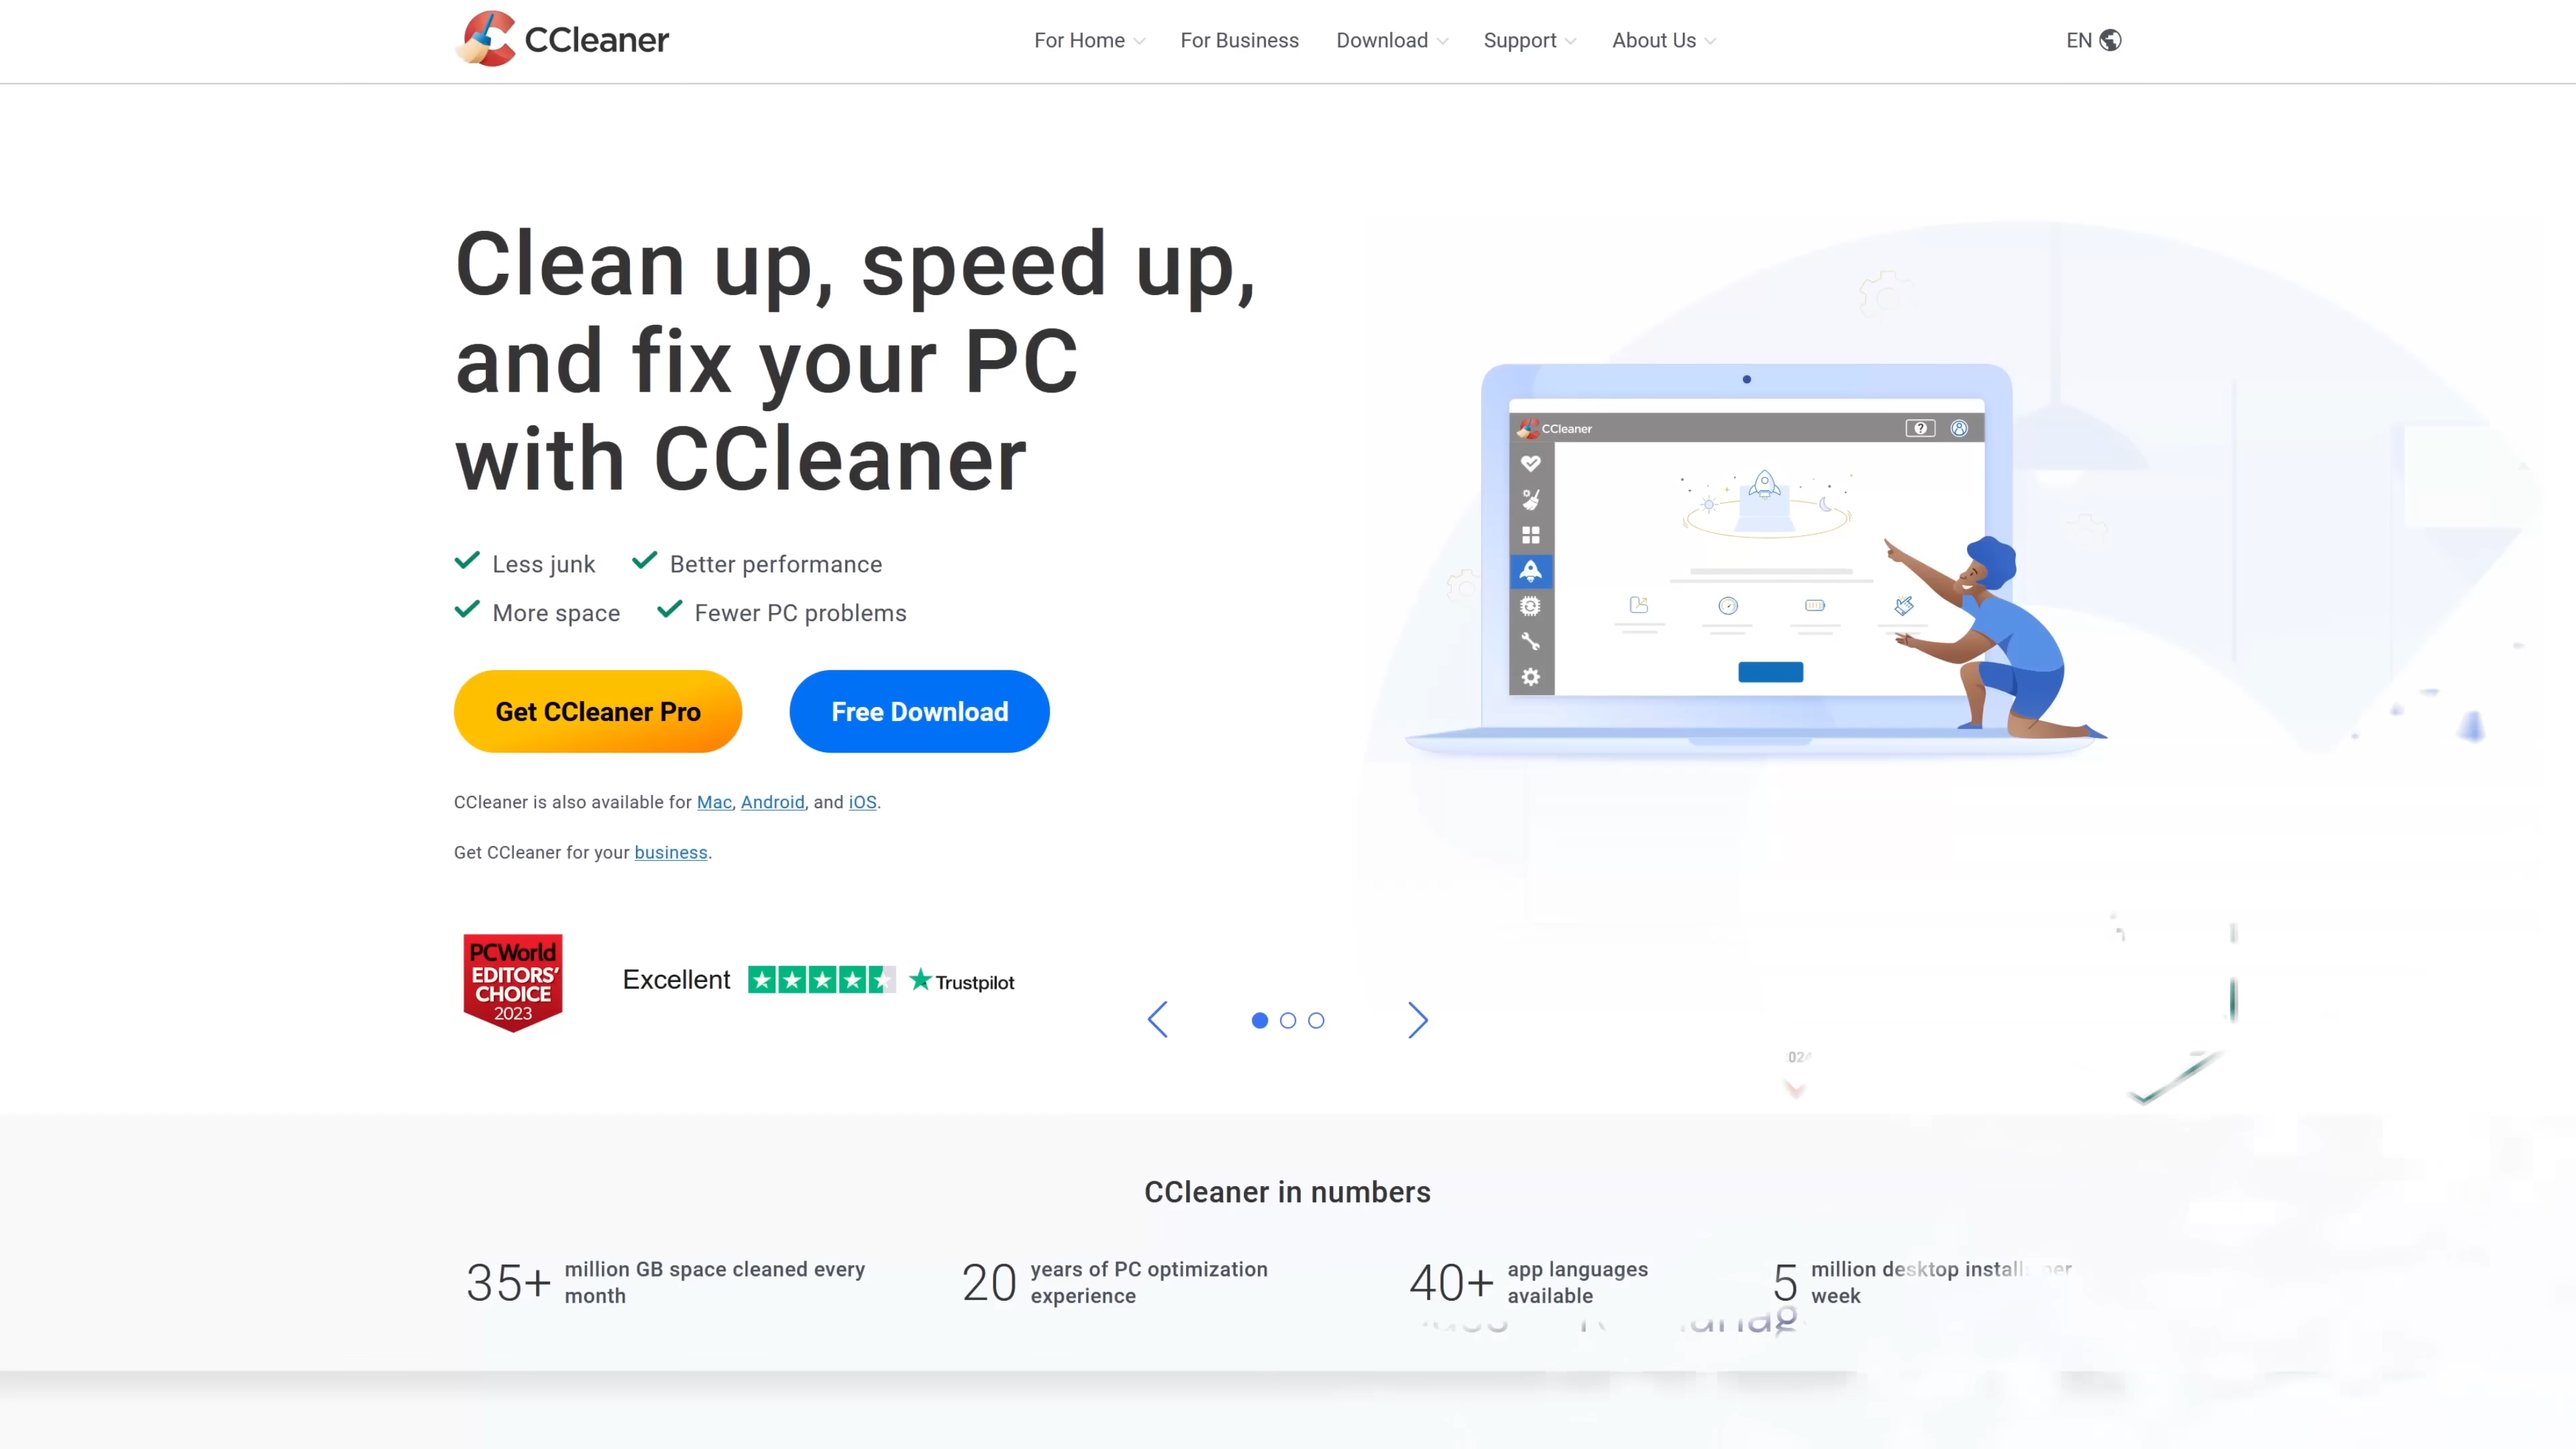 CCleaner
For Home
For Business
Download
Support
About Us
EN
Clean up, speed up,
and fix your PC
with CCleaner
CCleaner
?
Less junk
Better performance
More space
Fewer PC problems
Get CCleaner Pro
Free Download
CCleaner is also available for Mac, Android, and iOS.
Get CCleaner for your business.
PCWorld
EDITORS'
CHOICE
2023
Excellent
Trustpilot
CCleaner in numbers
35+
million GB space cleaned every
month
20
years of PC optimization
experience
40+
app languages
available
5
million desktop installs per
week